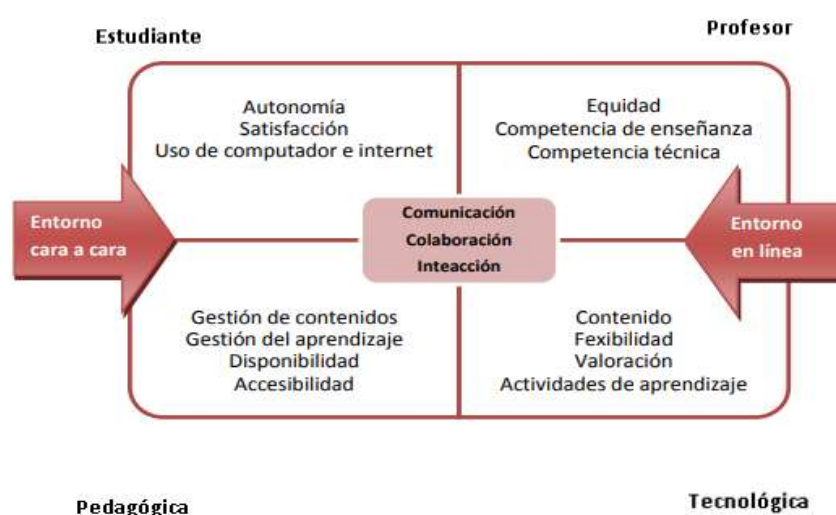 Estudiante
Profesor
Autonomía
Satisfacción
Uso de computador e internet
Equidad
Competencia de enseñanza
Competencia técnica
Entorno
cara a cara
Comunicación
Colaboración
Inteacción
Entorno
en línea
Gestión de contenidos
Gestión del aprendizaje
Disponibilidad
Accesibilidad
Contenido
Fexibilidad
Valoración
Actividades de aprendizaje
Pedagógica
Tecnológica